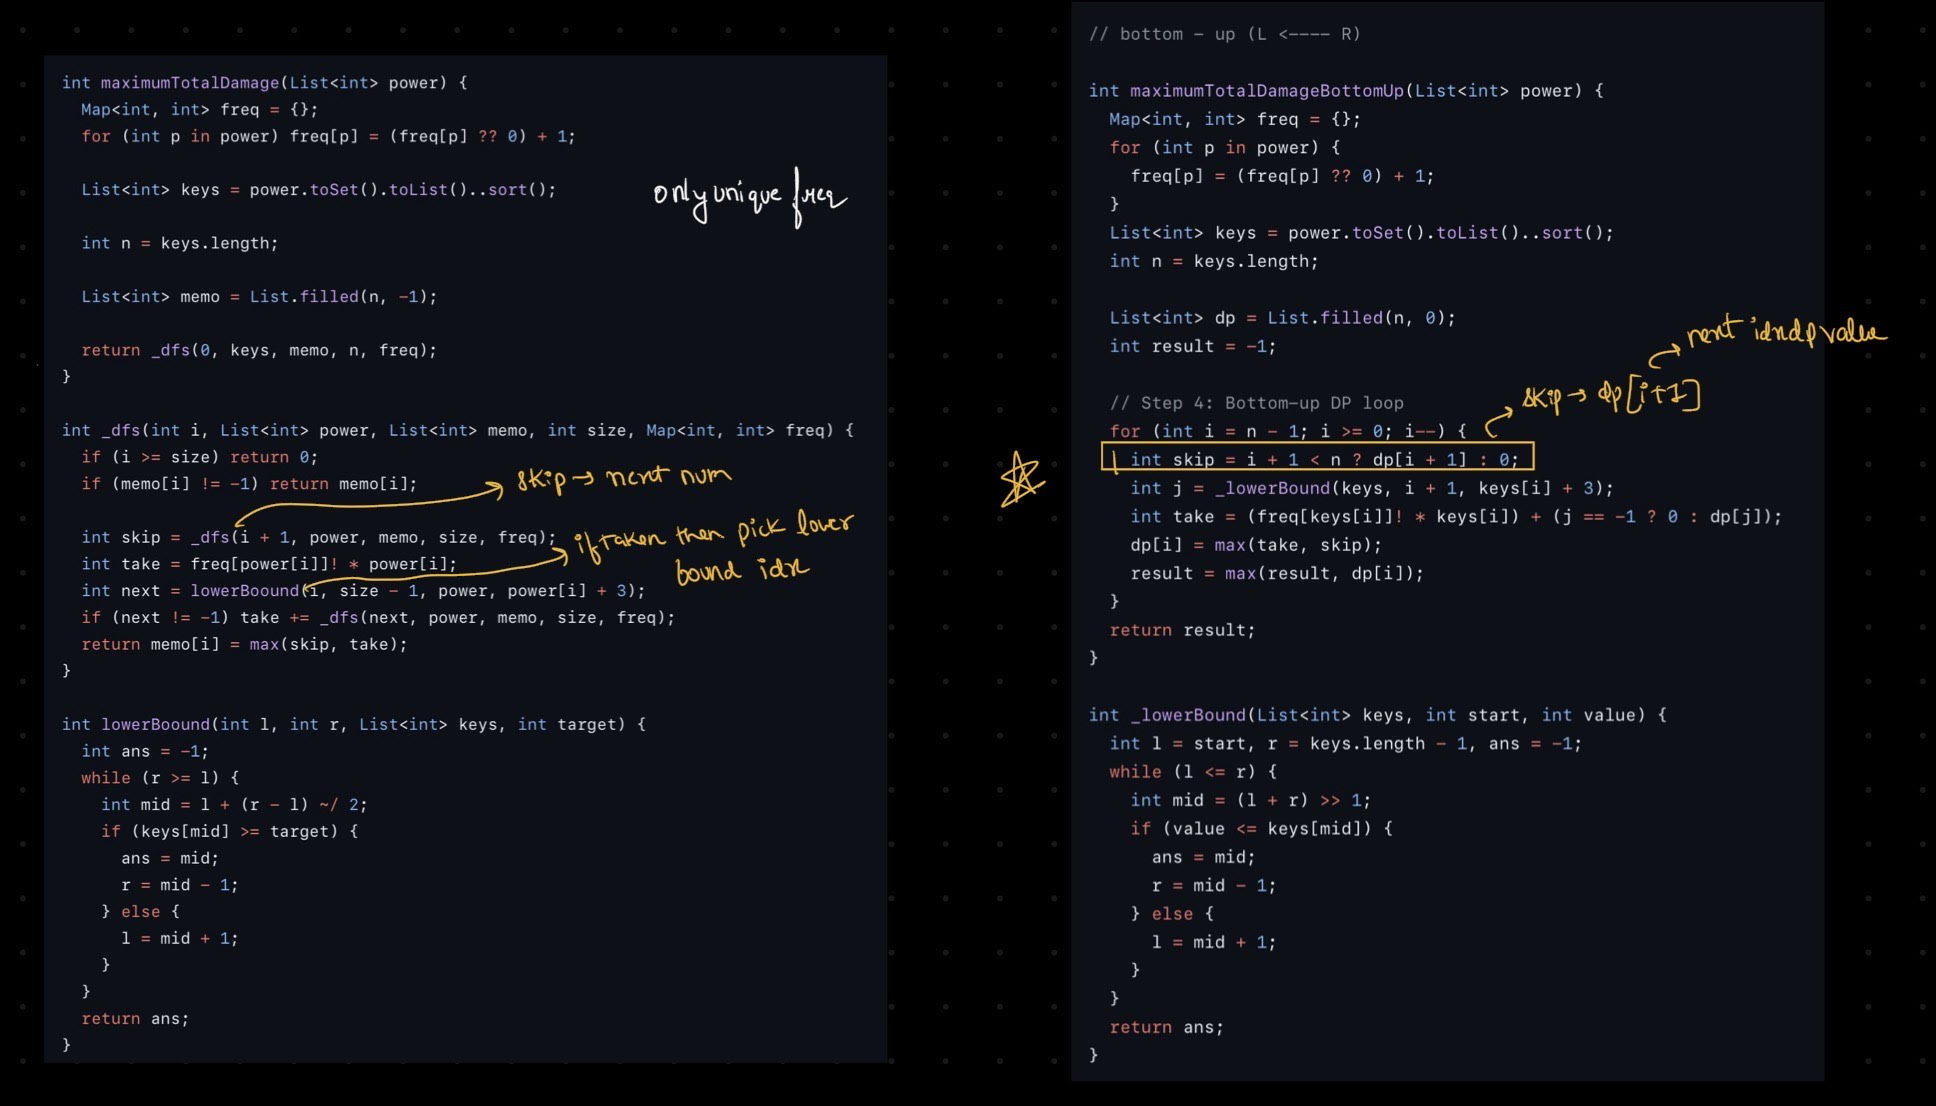 int maximumTotalDamage(List<int> power) {
Map<int, int> freq = {};
for (int p in power) freq[p] = (freq[p] ?? 0) + 1;
List<int> keys = power.toSet().toList()..sort();
only unique freq
int n = keys.length;
List<int> memo = List.filled(n, -1);
return _dfs(0, keys, memo, n, freq);
}
int _dfs(int i, List<int> power, List<int> memo, int size, Map<int, int> freq) {
if (i >= size) return 0;
if (memo[i] != -1) return memo[i];
skip → next num
int skip = _dfs(i + 1, power, memo, size, freq);
if taken then pick lower
bound idx
int take = freq[power[i]]! * power[i];
int next = lowerBoound(i, size - 1, power, power[i] + 3);
if (next != -1) take += _dfs(next, power, memo, size, freq);
return memo[i] = max(skip, take);
}
int lowerBoound(int l, int r, List<int> keys, int target) {
int ans = -1;
while (r >= l) {
int mid = l + (r - l) ~/ 2;
if (keys[mid] >= target) {
ans = mid;
r = mid - 1;
} else {
l = mid + 1;
}
}
return ans;
}
// bottom - up (L <---- R)
int maximumTotalDamageBottomUp(List<int> power) {
Map<int, int> freq = {};
for (int p in power) {
freq[p] = (freq[p] ?? 0) + 1;
}
List<int> keys = power.toSet().toList()..sort();
int n = keys.length;
List<int> dp = List.filled(n, 0);
int result = -1;
next idx dp value
skip → dp[i+1]
// Step 4: Bottom-up DP loop
for (int i = n - 1; i >= 0; i--) {
int skip = i + 1 < n ? dp[i + 1] : 0;
int j = _lowerBound(keys, i + 1, keys[i] + 3);
int take = (freq[keys[i]]! * keys[i]) + (j == -1 ? 0 : dp[j]);
dp[i] = max(take, skip);
result = max(result, dp[i]);
}
return result;
}
int _lowerBound(List<int> keys, int start, int value) {
int l = start, r = keys.length - 1, ans = -1;
while (l <= r) {
int mid = (l + r) >> 1;
if (value <= keys[mid]) {
ans = mid;
r = mid - 1;
} else {
l = mid + 1;
}
}
return ans;
}